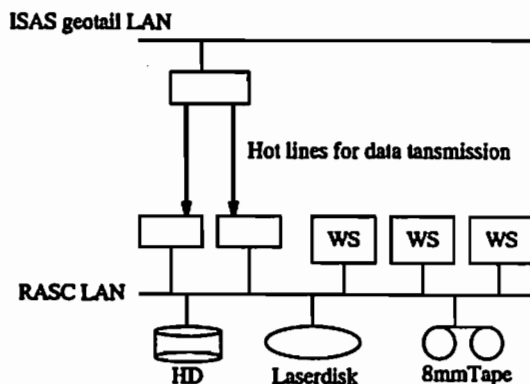 ISAS geotail LAN
Hot lines for data tansmission
WS WS WS
RASC LAN
HD Laserdisk 8mmTape